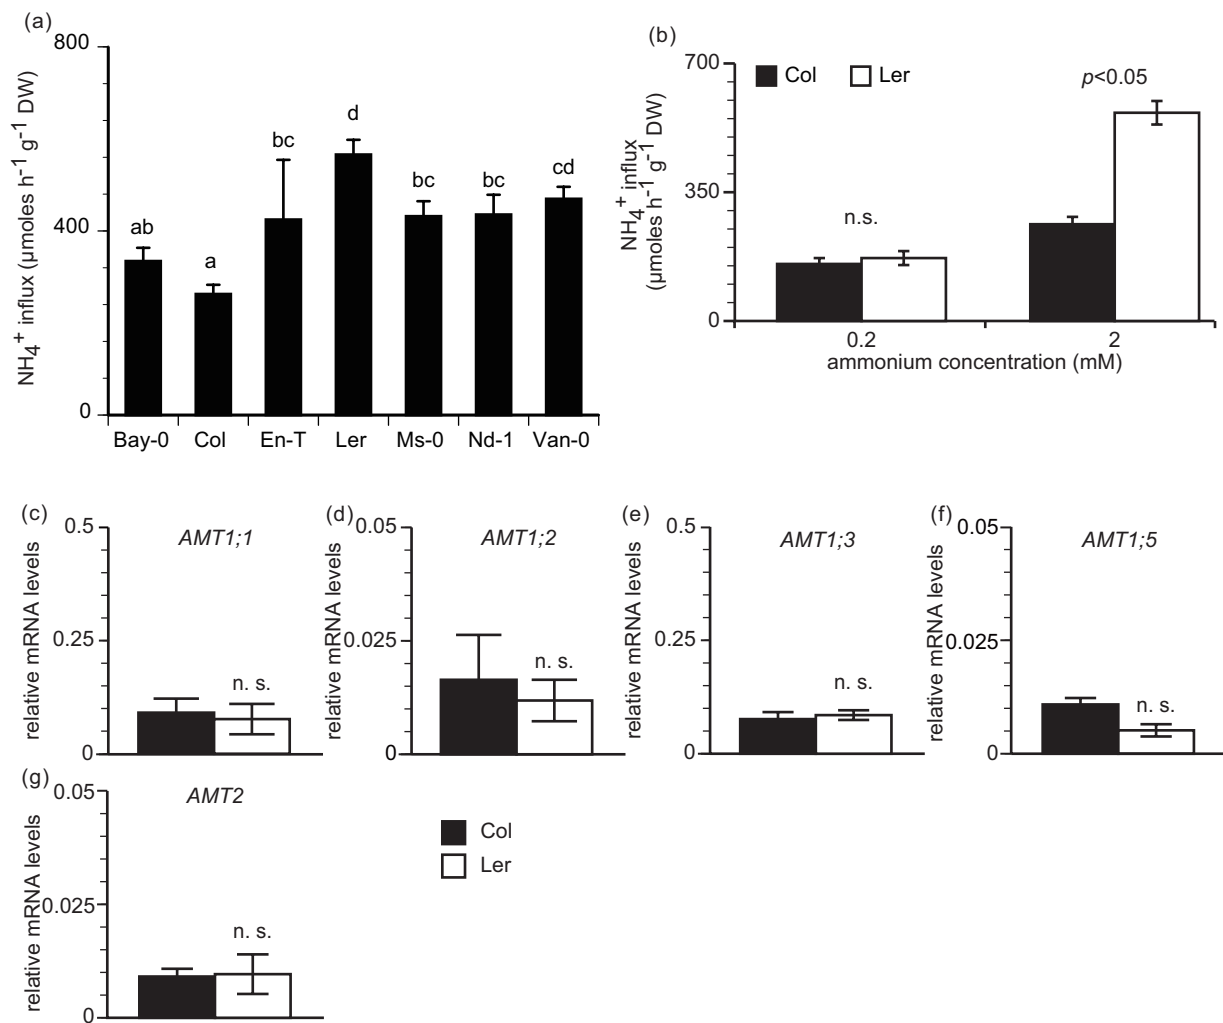 (a)
NH₄⁺ influx (μmoles h⁻¹ g⁻¹ DW)
800
400
0
ab
a
bc
d
bc
bc
cd
Bay-0 Col En-T Ler Ms-0 Nd-1 Van-0
(b)
NH₄⁺ influx
(μmoles h⁻¹ g⁻¹ DW)
700
350
0
Col Ler
n.s.
p<0.05
0.2 2
ammonium concentration (mM)
(c)
relative mRNA levels
0.5
0.25
0
AMT1;1
n. s.
(d)
relative mRNA levels
0.05
0.025
0
AMT1;2
n. s.
(e)
relative mRNA levels
0.5
0.25
0
AMT1;3
n. s.
(f)
relative mRNA levels
0.05
0.025
0
AMT1;5
n. s.
(g)
relative mRNA levels
0.05
0.025
0
AMT2
n. s.
Col
Ler